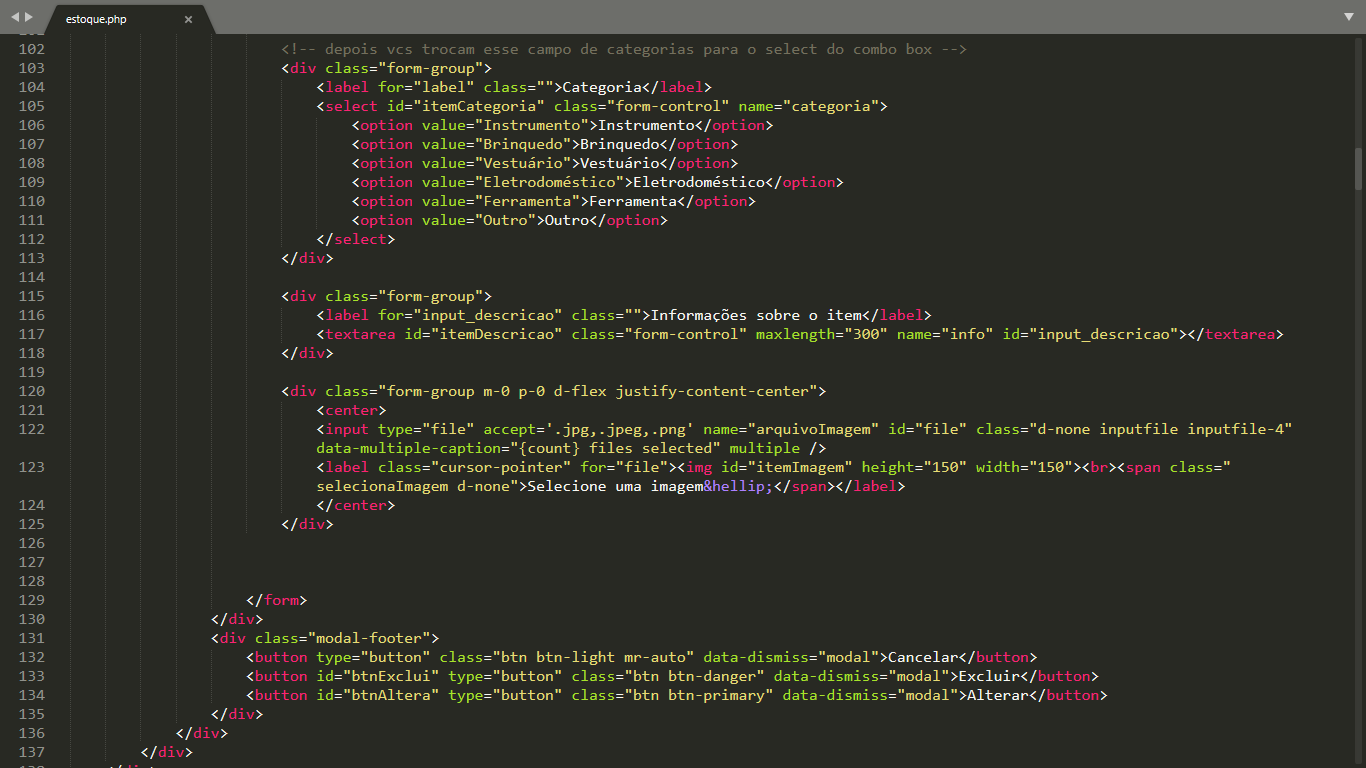 estoque.php ×
102 <!-- depois vcs trocam esse campo de categorias para o select do combo box -->
103 <div class="form-group">
104 <label for="label" class="">Categoria</label>
105 <select id="itemCategoria" class="form-control" name="categoria">
106 <option value="Instrumento">Instrumento</option>
107 <option value="Brinquedo">Brinquedo</option>
108 <option value="Vestuário">Vestuário</option>
109 <option value="Eletrodoméstico">Eletrodoméstico</option>
110 <option value="Ferramenta">Ferramenta</option>
111 <option value="Outro">Outro</option>
112 </select>
113 </div>
114
115 <div class="form-group">
116 <label for="input_descricao" class="">Informações sobre o item</label>
117 <textarea id="itemDescricao" class="form-control" maxlength="300" name="info" id="input_descricao"></textarea>
118 </div>
119
120 <div class="form-group m-0 p-0 d-flex justify-content-center">
121 <center>
122 <input type="file" accept='.jpg,.jpeg,.png' name="arquivoImagem" id="file" class="d-none inputfile inputfile-4"
data-multiple-caption="{count} files selected" multiple />
123 <label class="cursor-pointer" for="file"><img id="itemImagem" height="150" width="150"><br><span class="
selecionaImagem d-none">Selecione uma imagem&hellip;</span></label>
124 </center>
125 </div>
126
127
128
129 </form>
130 </div>
131 <div class="modal-footer">
132 <button type="button" class="btn btn-light mr-auto" data-dismiss="modal">Cancelar</button>
133 <button id="btnExclui" type="button" class="btn btn-danger" data-dismiss="modal">Excluir</button>
134 <button id="btnAltera" type="button" class="btn btn-primary" data-dismiss="modal">Alterar</button>
135 </div>
136 </div>
137 </div>